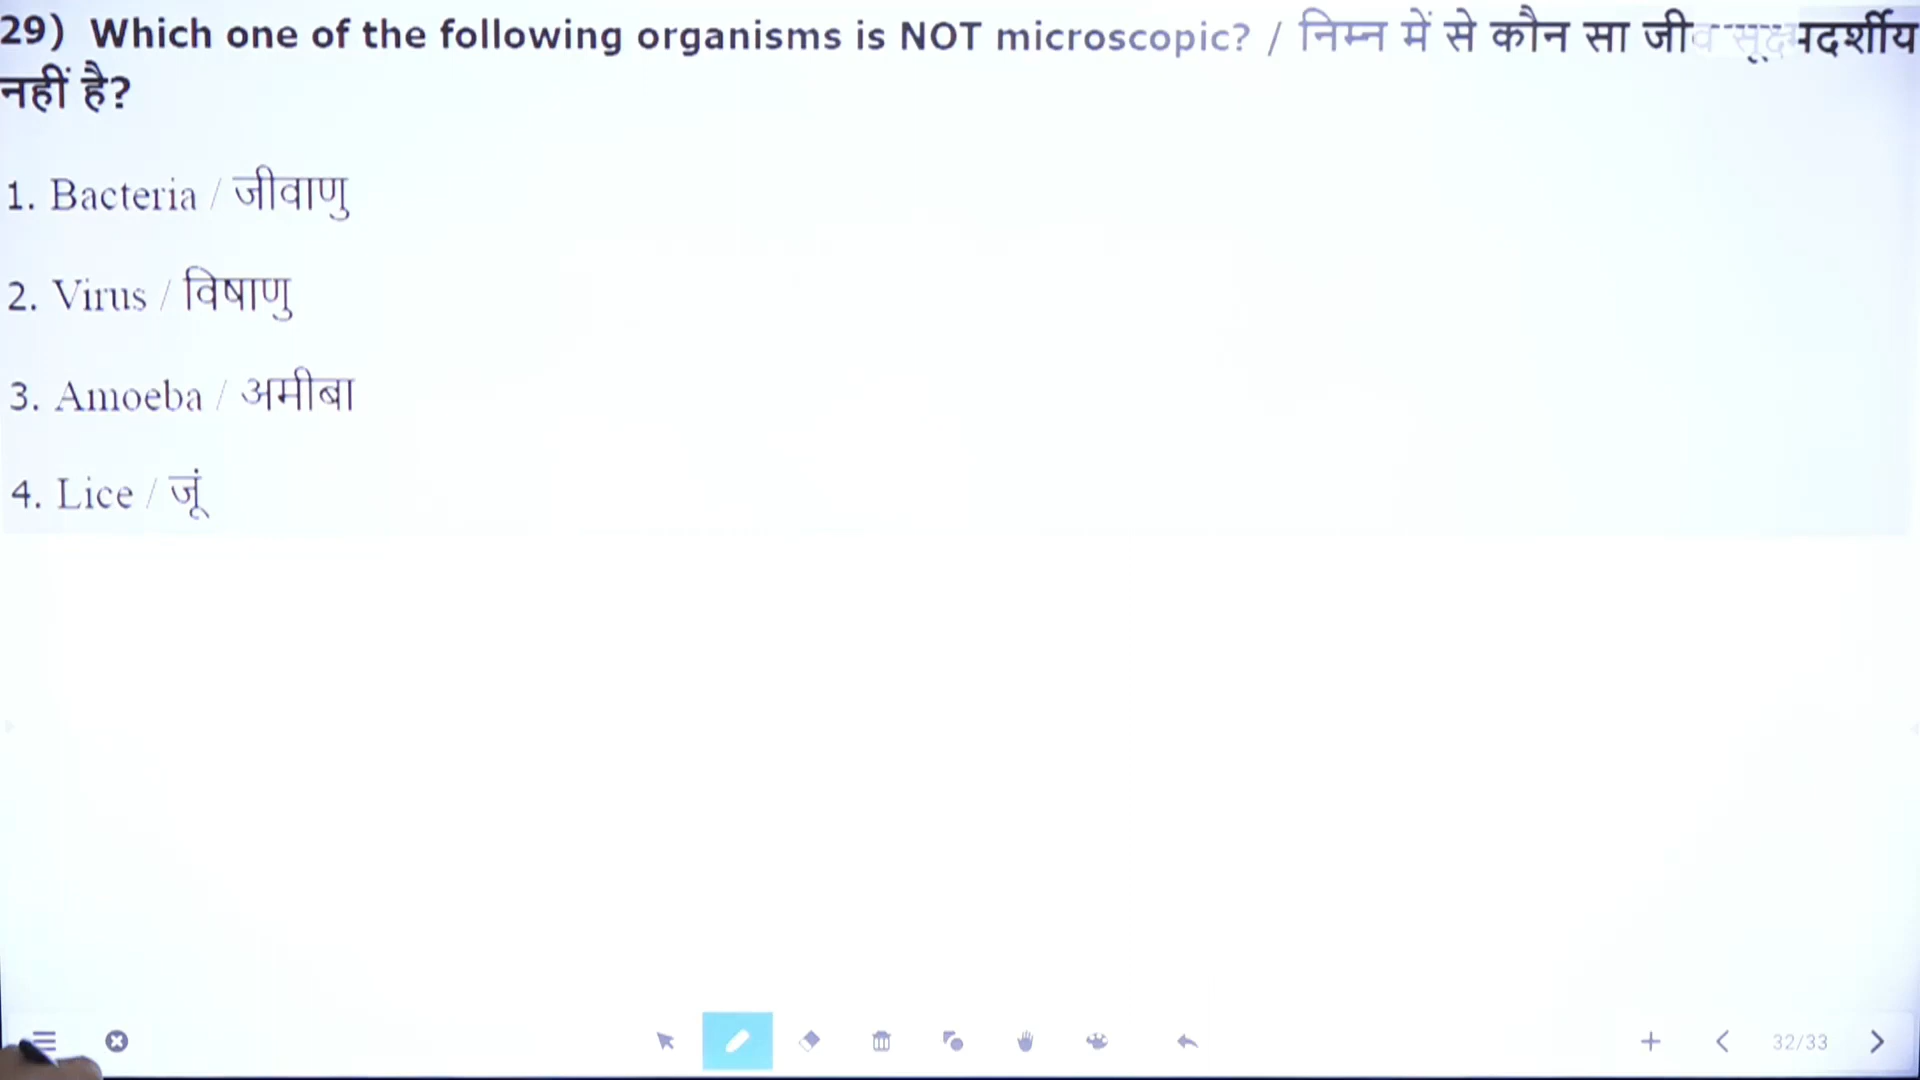 29) Which one of the following organisms is NOT microscopic? / निम्न में से कौन सा जीव सूक्ष्मदर्शीय
नहीं है?
1. Bacteria / जीवाणु
2. Virus / विषाणु
3. Amoeba / अमीबा
4. Lice / जूं
32/33